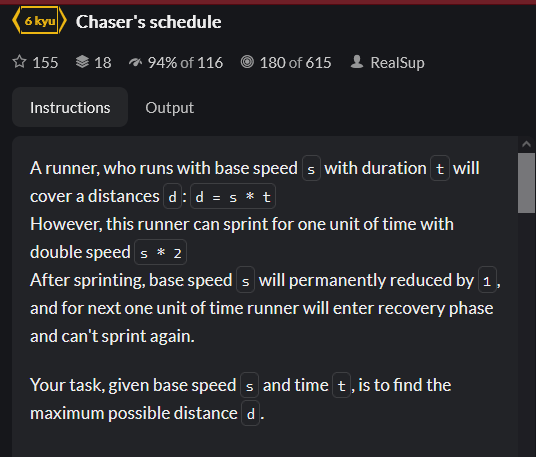 6 kyu Chaser's schedule
155 18 94% of 116 180 of 615 RealSup
Instructions Output
A runner, who runs with base speed s with duration t will
cover a distances d: d = s * t
However, this runner can sprint for one unit of time with
double speed s * 2
After sprinting, base speed s will permanently reduced by 1,
and for next one unit of time runner will enter recovery phase
and can't sprint again.
Your task, given base speed s and time t, is to find the
maximum possible distance d.